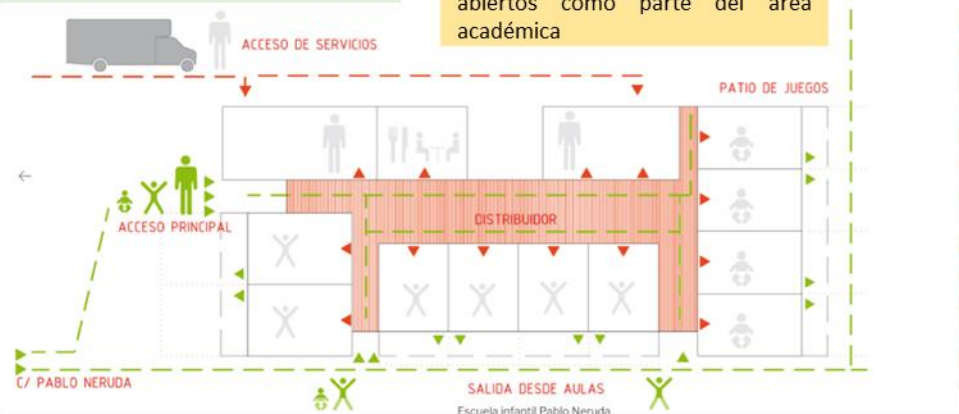 abiertos como parte del área
académica
ACCESO DE SERVICIOS
PATIO DE JUEGOS
DISTRIBUIDOR
ACCESO PRINCIPAL
C/ PABLO NERUDA
SALIDA DESDE AULAS
Escuela infantil Pablo Neruda